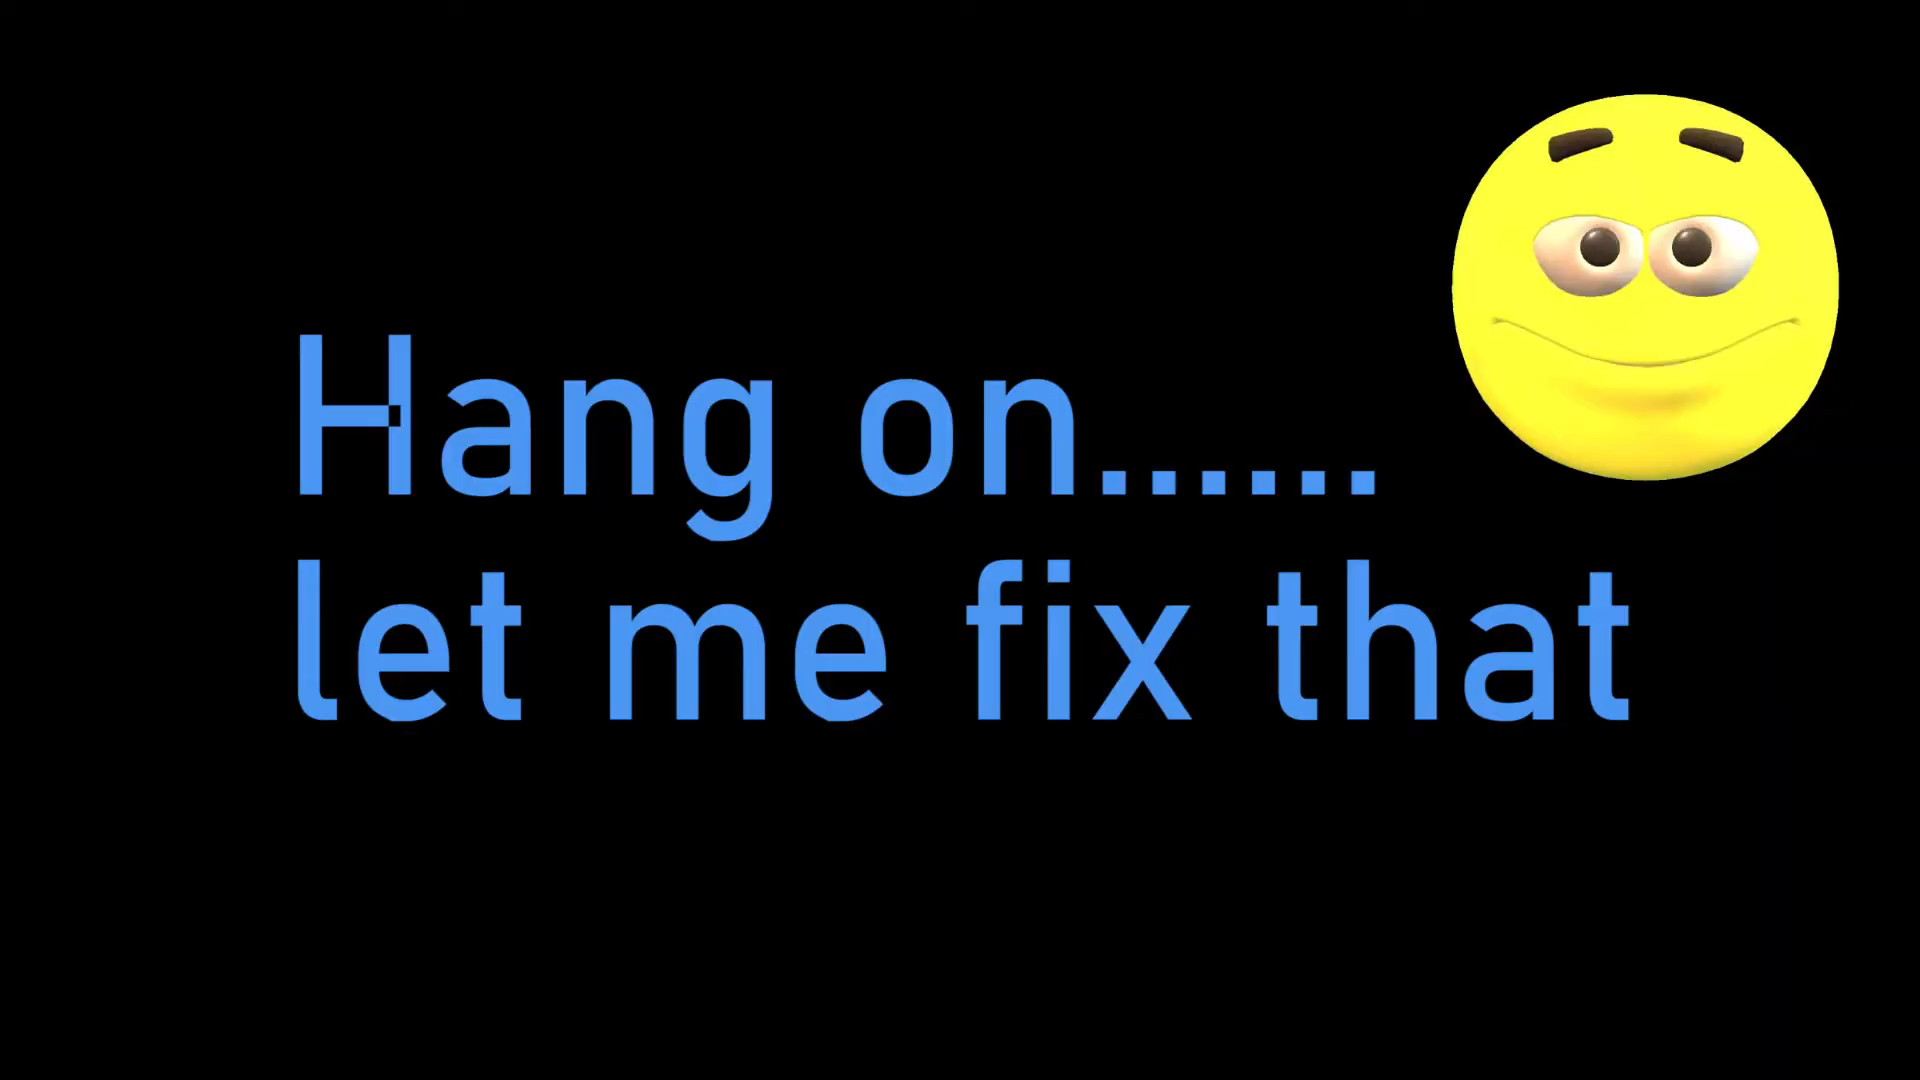 Hang on......
let me fix that